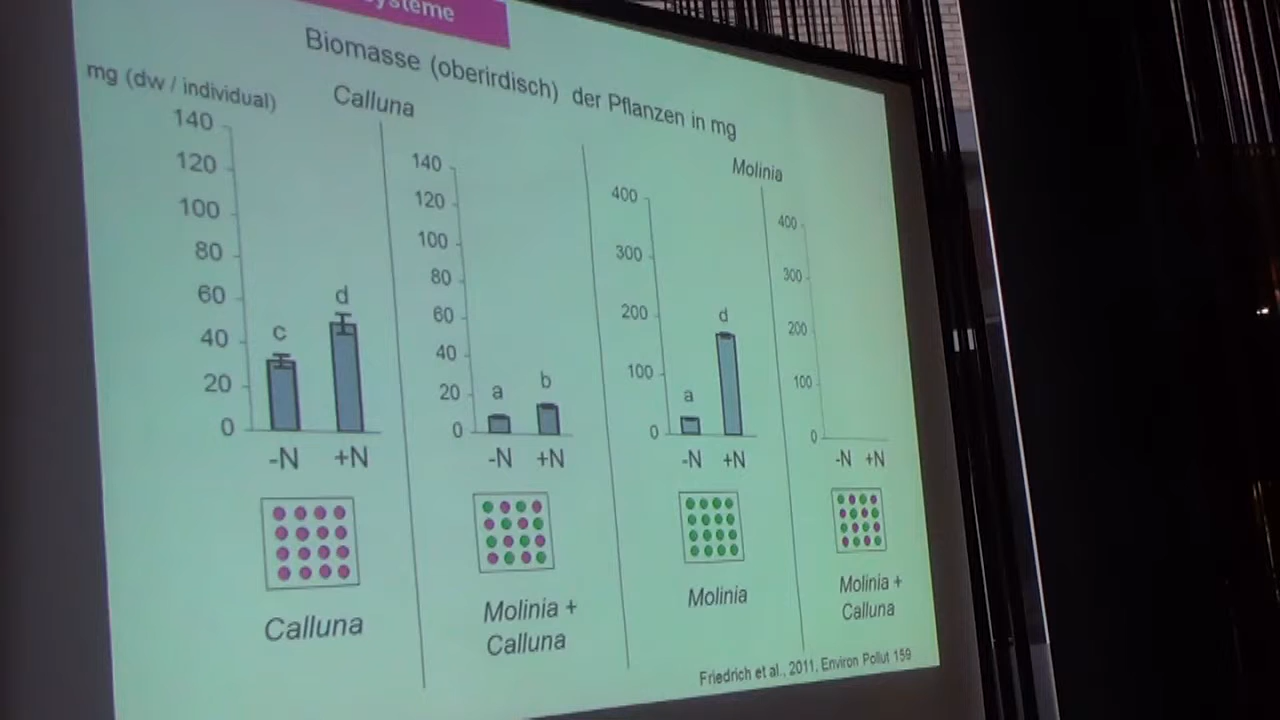 Biomasse (oberirdisch) der Pflanzen in mg
mg (dw / individual)
Calluna
Molinia
140
120
100
80
60
40
20
0
c
d
-N +N
Calluna
140
120
100
80
60
40
20
0
a
b
-N +N
Molinia +
Calluna
400
300
200
100
0
a
d
-N +N
Molinia
400
300
200
100
0
-N +N
Molinia +
Calluna
Friedrich et al., 2011, Environ Pollut 159